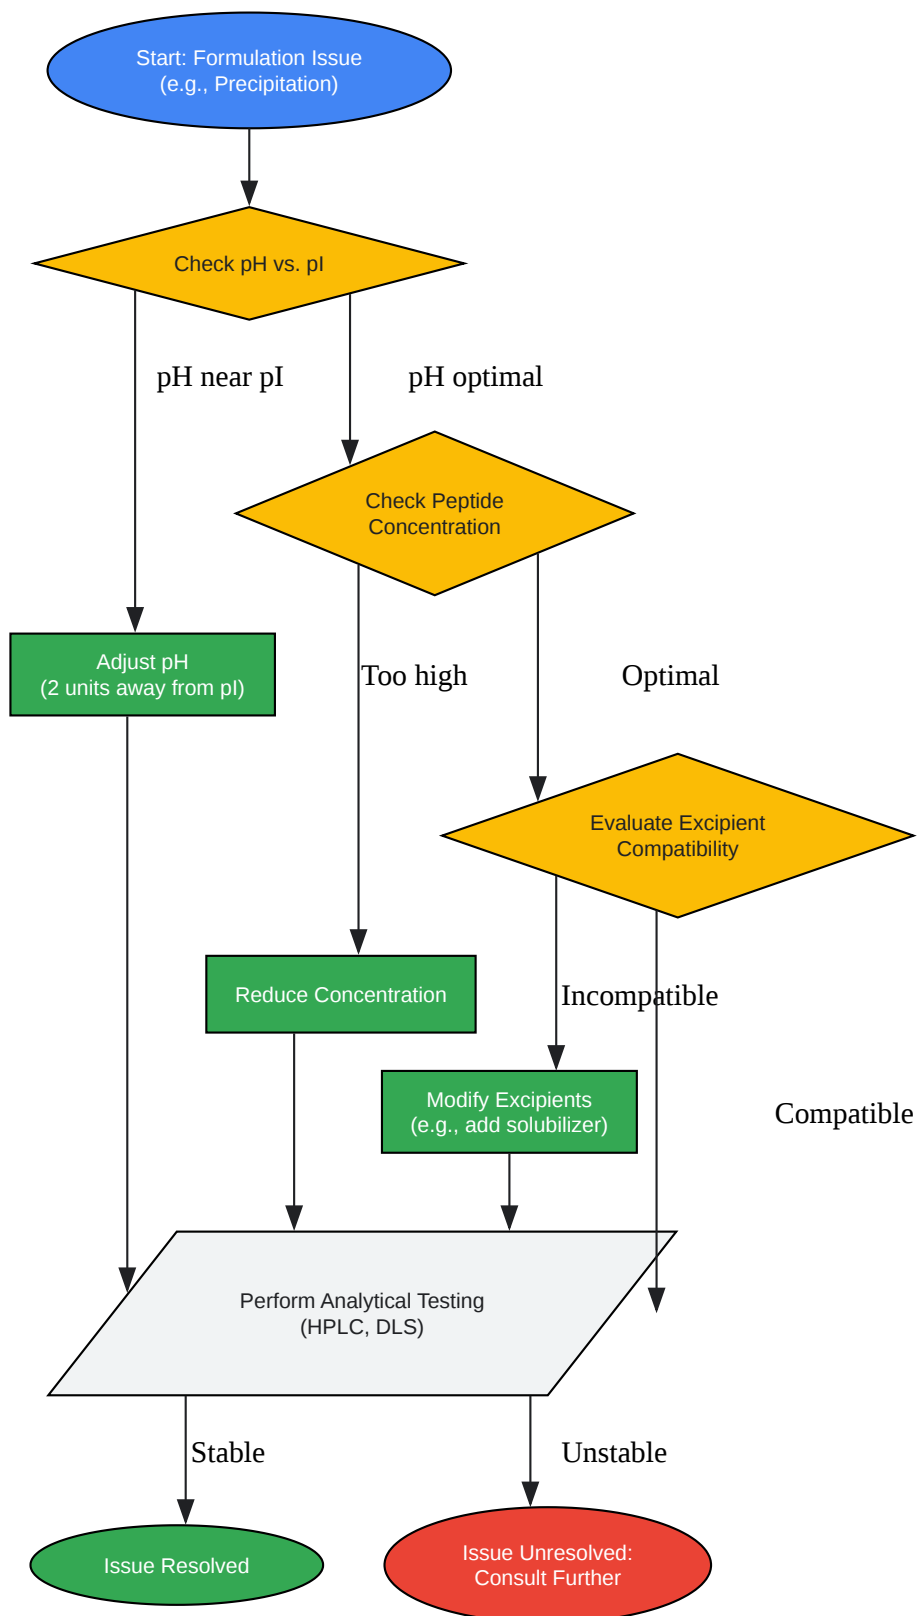 Start: Formulation Issue
(e.g., Precipitation)
Check pH vs. pI
pH near pI
pH optimal
Check Peptide
Concentration
Adjust pH
(2 units away from pI)
Too high
Optimal
Evaluate Excipient
Compatibility
Reduce Concentration
Incompatible
Modify Excipients
(e.g., add solubilizer)
Compatible
Perform Analytical Testing
(HPLC, DLS)
Stable
Unstable
Issue Resolved
Issue Unresolved:
Consult Further